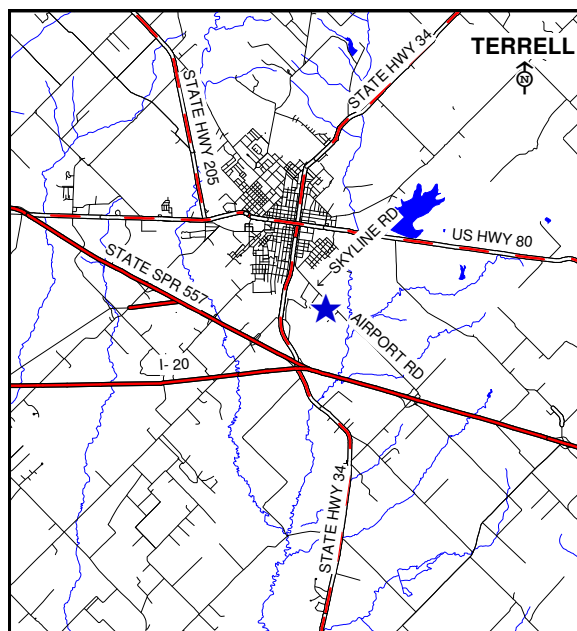 TERRELL
N
STATE HWY 34
STATE HWY 205
SKYLINE RD
US HWY 80
STATE SPR 557
AIRPORT RD
I- 20
STATE HWY 34